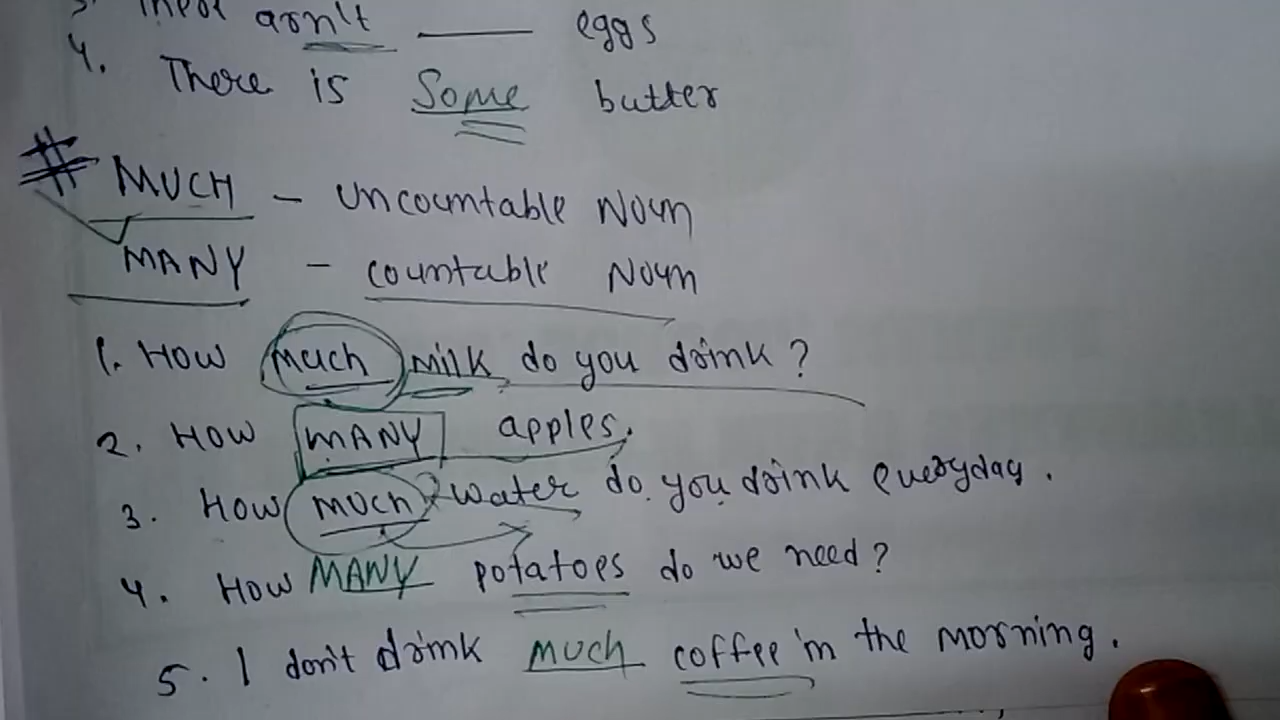 aren't ____ eggs
4. There is Some butter
# MUCH - Uncountable Noun
MANY - countable Noun
1. How much milk do you drink?
2. How MANY apples.
3. How much water do you drink everyday.
4. How MANY potatoes do we need?
5. I don't drink much coffee in the morning.